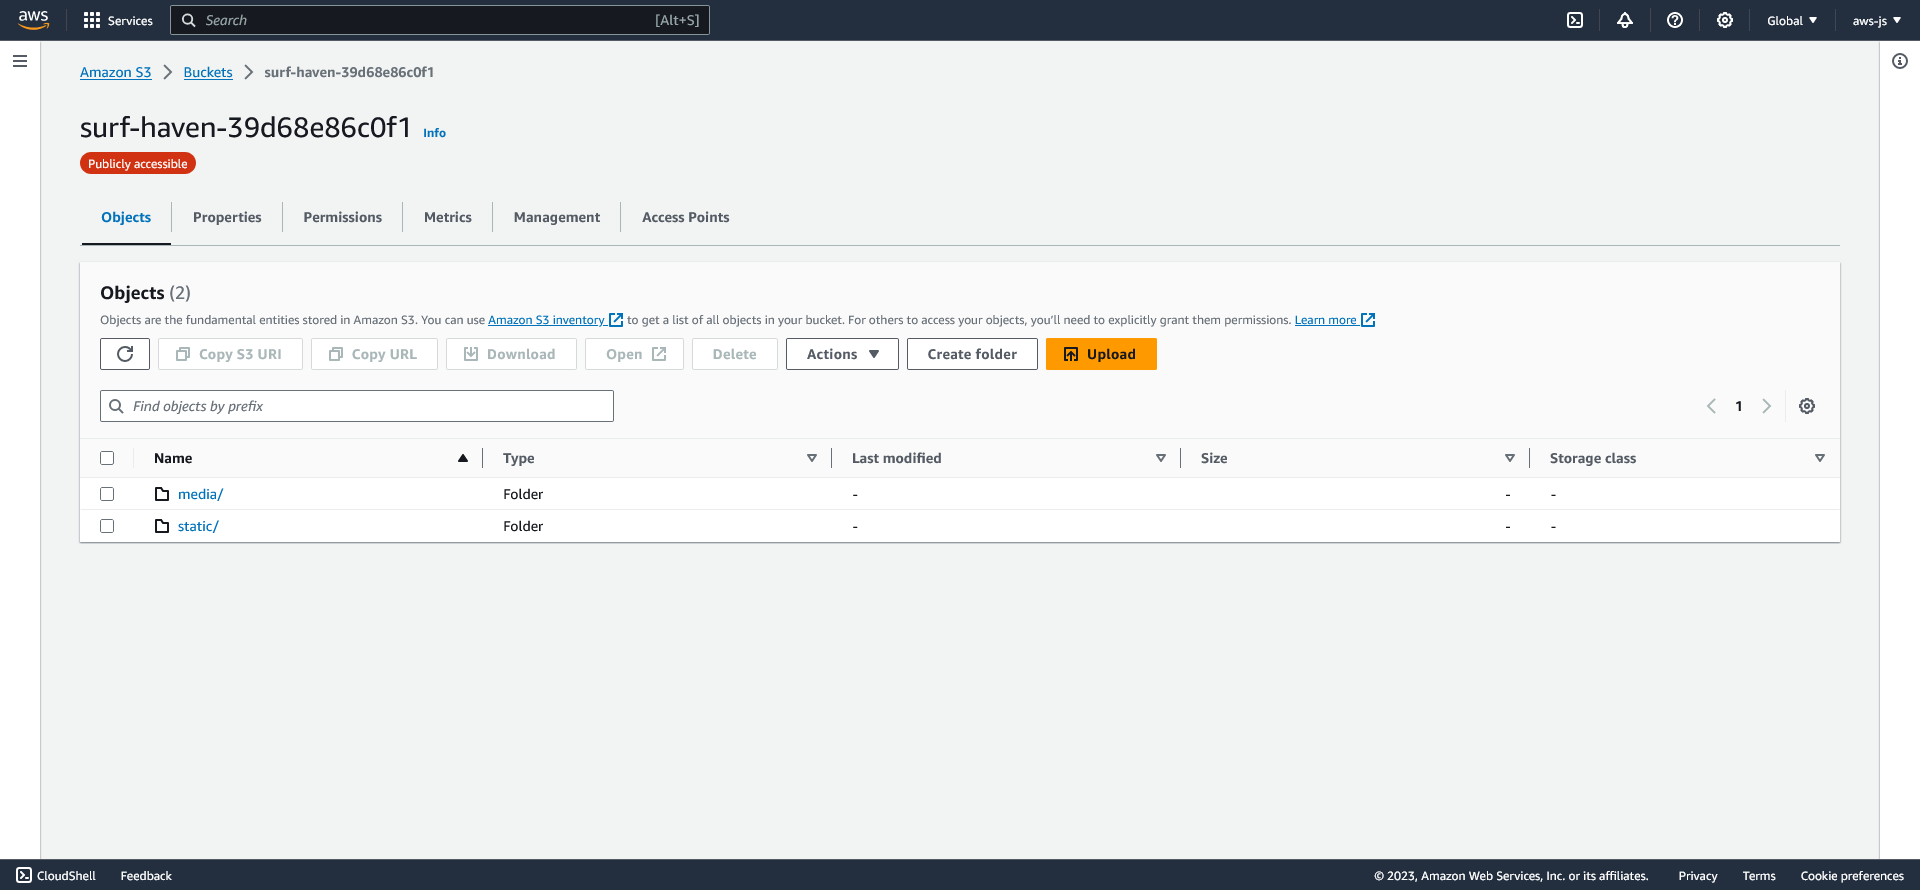 aws
Services
Search
[Alt+S]
Global
aws-js
Amazon S3
Buckets
surf-haven-39d68e86c0f1
surf-haven-39d68e86c0f1
Info
Publicly accessible
Objects
Properties
Permissions
Metrics
Management
Access Points
Objects (2)
Objects are the fundamental entities stored in Amazon S3. You can use Amazon S3 inventory to get a list of all objects in your bucket. For others to access your objects, you'll need to explicitly grant them permissions. Learn more
Copy S3 URI
Copy URL
Download
Open
Delete
Actions
Create folder
Upload
Find objects by prefix
1
Name
Type
Last modified
Size
Storage class
media/
Folder
-
-
-
static/
Folder
-
-
-
CloudShell
Feedback
© 2023, Amazon Web Services, Inc. or its affiliates.
Privacy
Terms
Cookie preferences